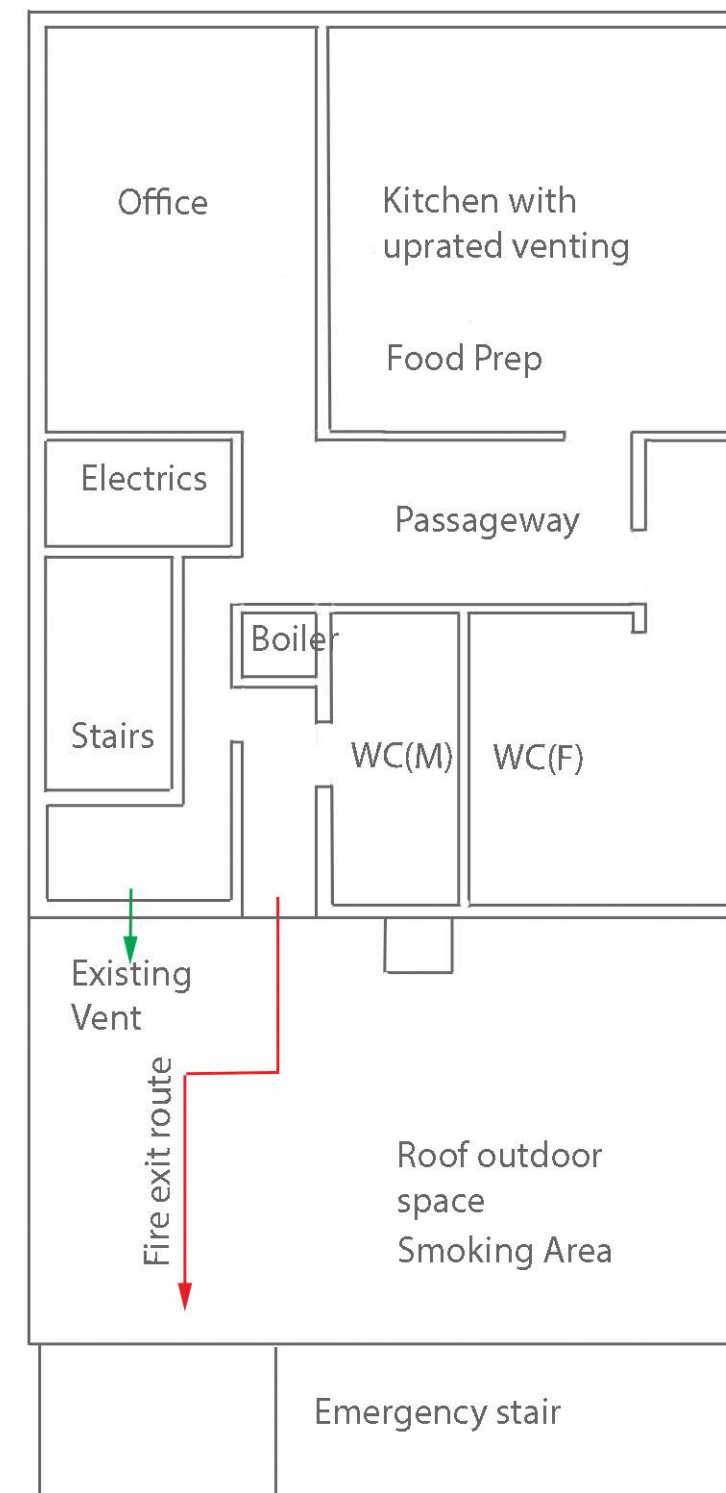 Office
Kitchen with
uprated venting
Food Prep
Electrics
Passageway
Boiler
Stairs
WC(M)
WC(F)
Existing
Vent
Fire exit route
Roof outdoor
space
Smoking Area
Emergency stair